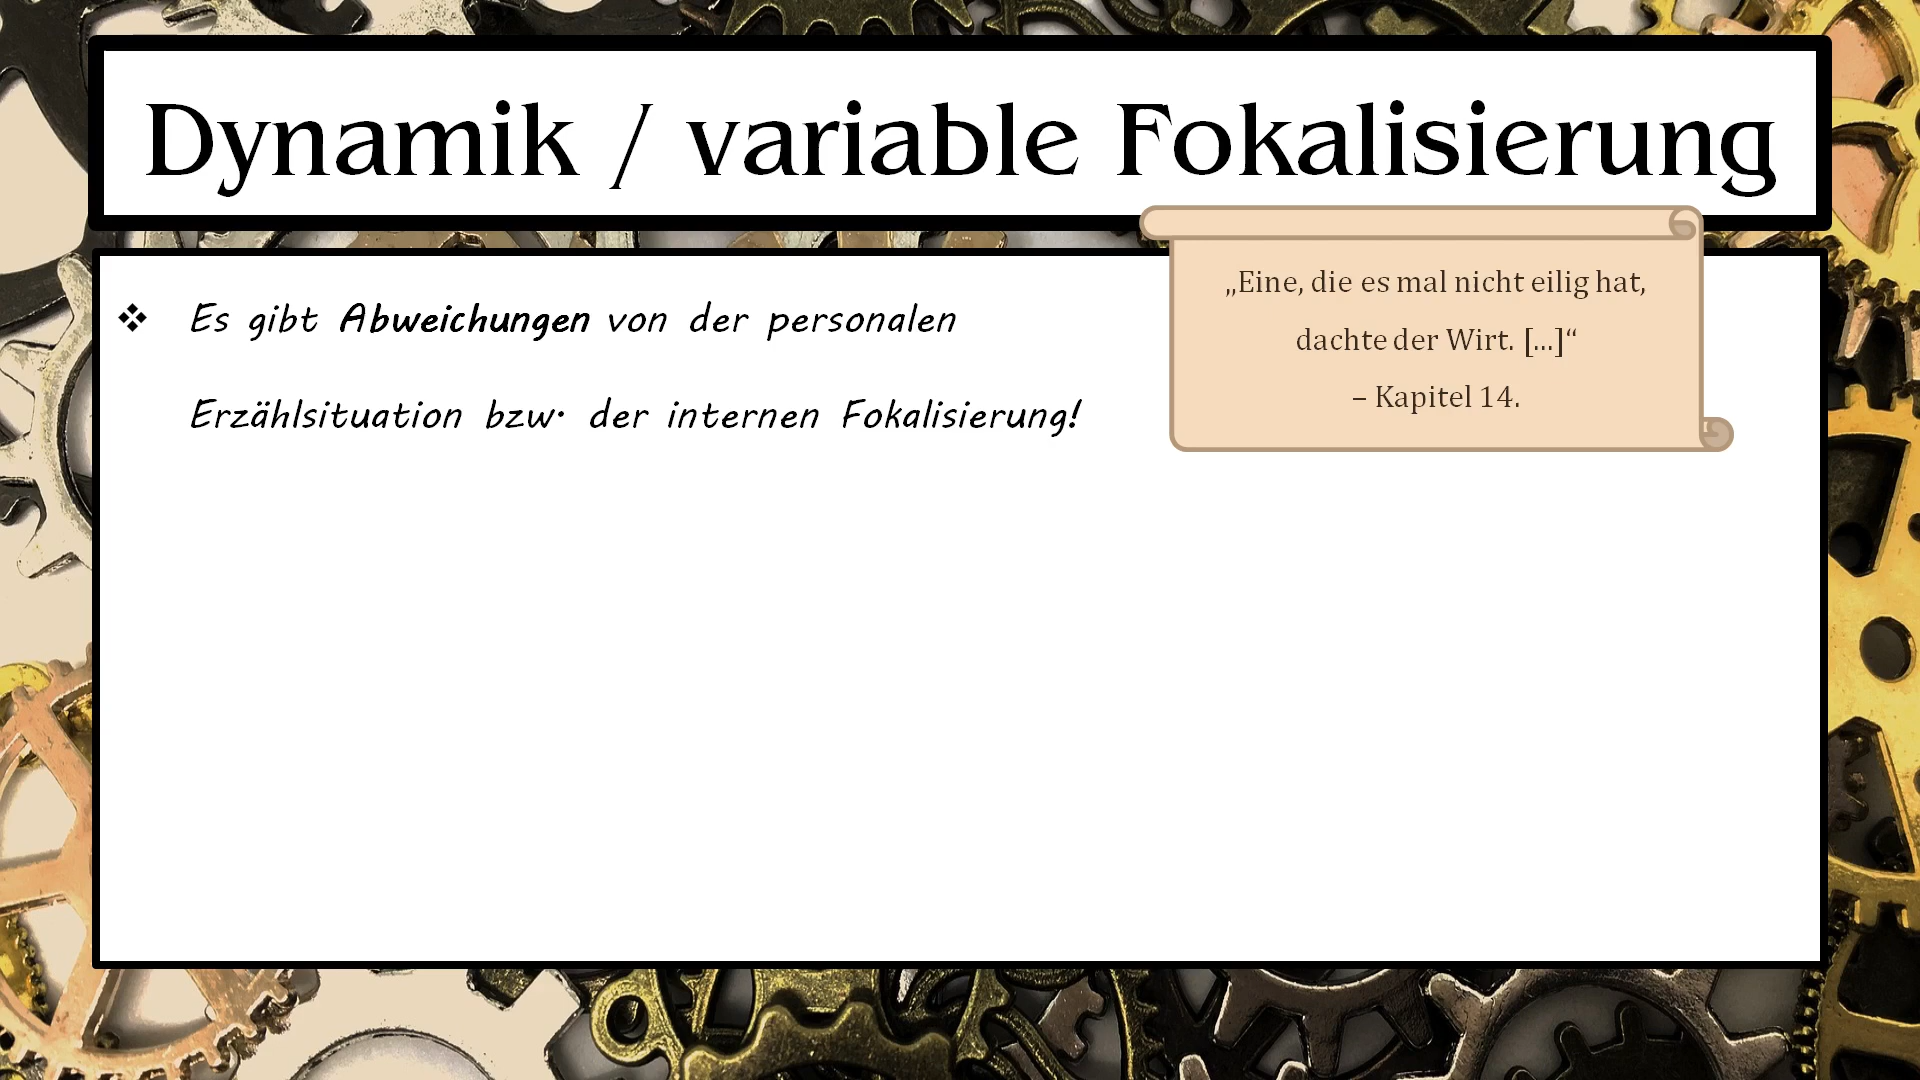 Dynamik / variable Fokalisierung
❖ Es gibt Abweichungen von der personalen
Erzählsituation bzw. der internen Fokalisierung!
„Eine, die es mal nicht eilig hat,
dachte der Wirt. [...]“
– Kapitel 14.